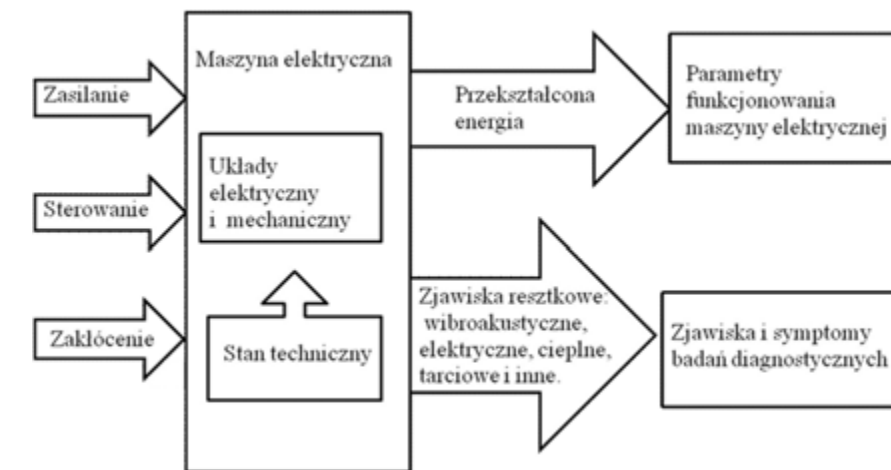 Zasilanie
Sterowanie
Zakłócenie
Maszyna elektryczna
Układy
elektryczny
i mechaniczny
Stan techniczny
Przekształcona
energia
Zjawiska resztkowe:
wibroakustyczne,
elektryczne, cieplne,
tarciowe i inne.
Parametry
funkcjonowania
maszyny elektrycznej
Zjawiska i symptomy
badań diagnostycznych